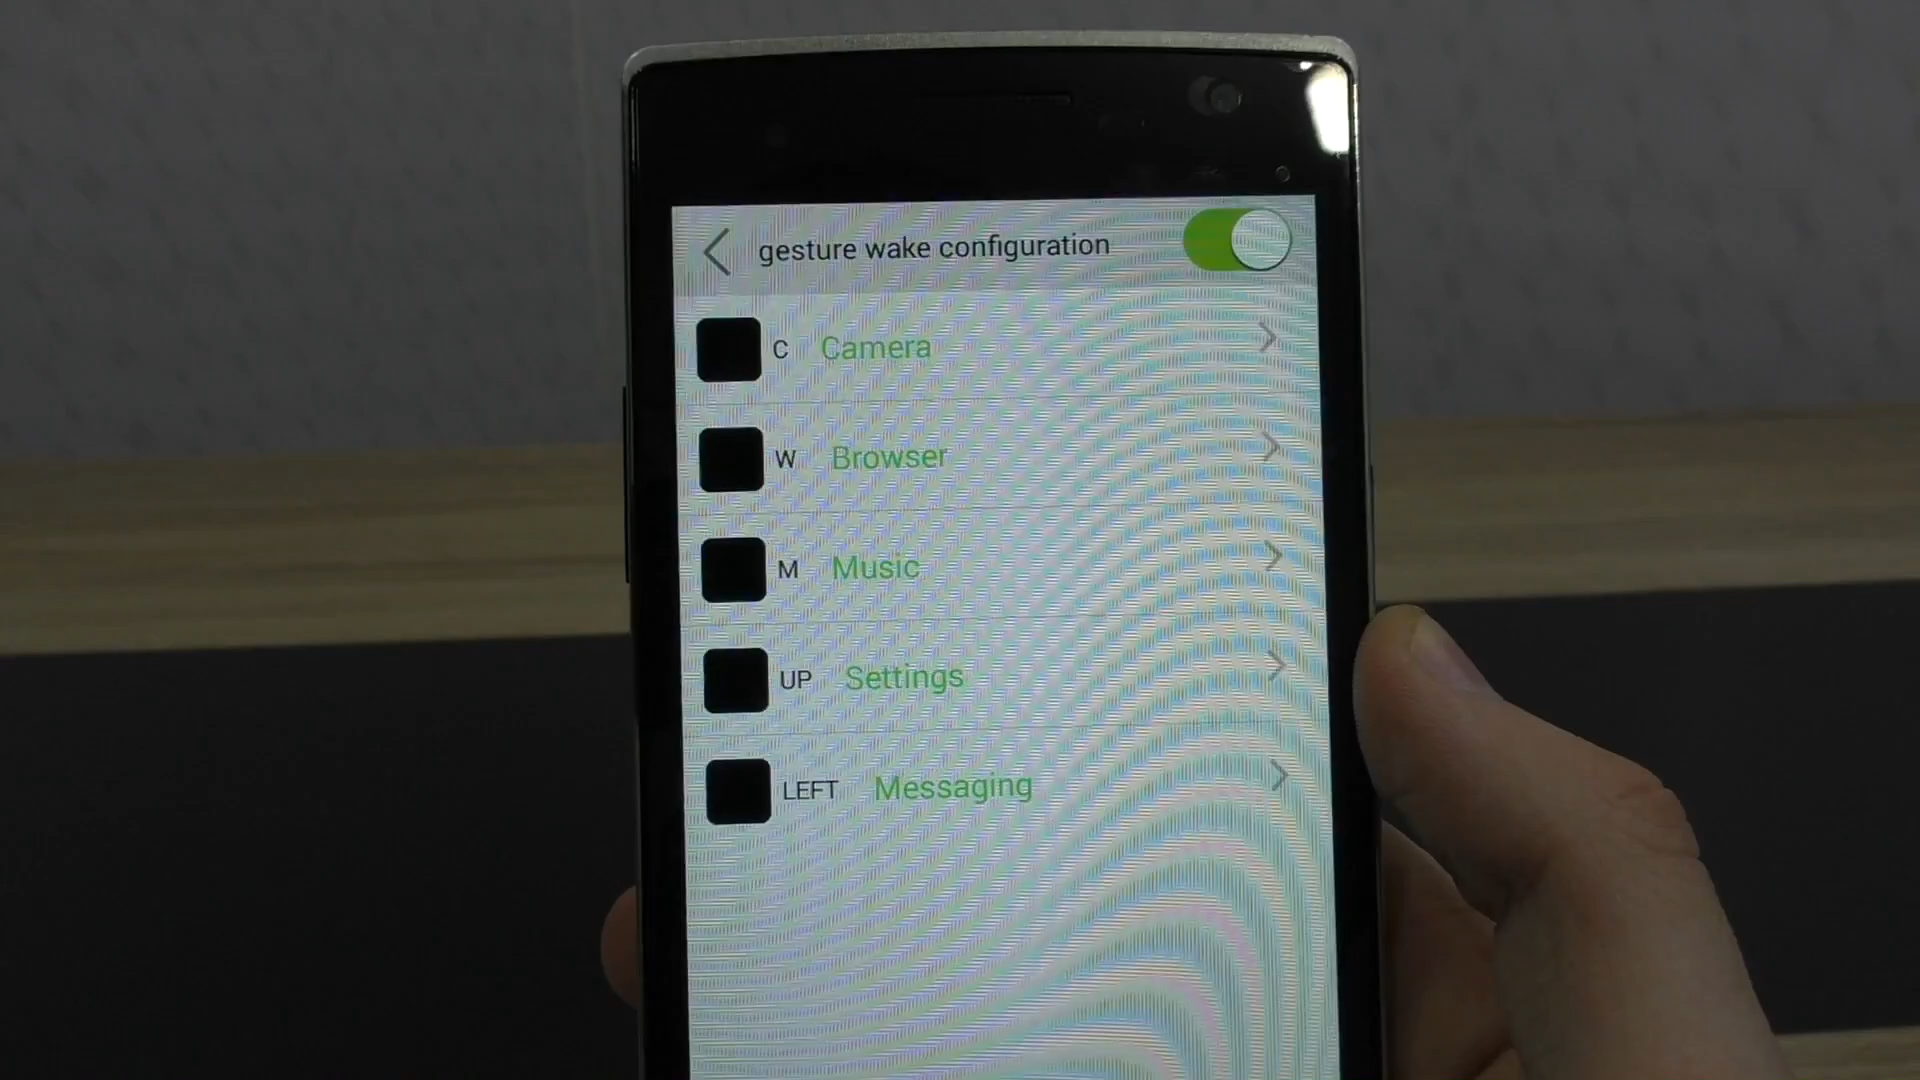 gesture wake configuration
C Camera
W Browser
M Music
UP Settings
LEFT Messaging